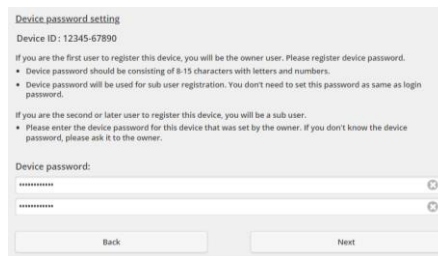 Device password setting
Device ID : 12345-67890
If you are the first user to register this device, you will be the owner user. Please register device password.
• Device password should be consisting of 8-15 characters with letters and numbers.
• Device password will be used for sub user registration. You don't need to set this password as same as login
password.
If you are the second or later user to register this device, you will be a sub user.
• Please enter the device password for this device that was set by the owner. If you don't know the device
password, please ask it to the owner.
Device password:
••••••••••••
••••••••••••
Back Next